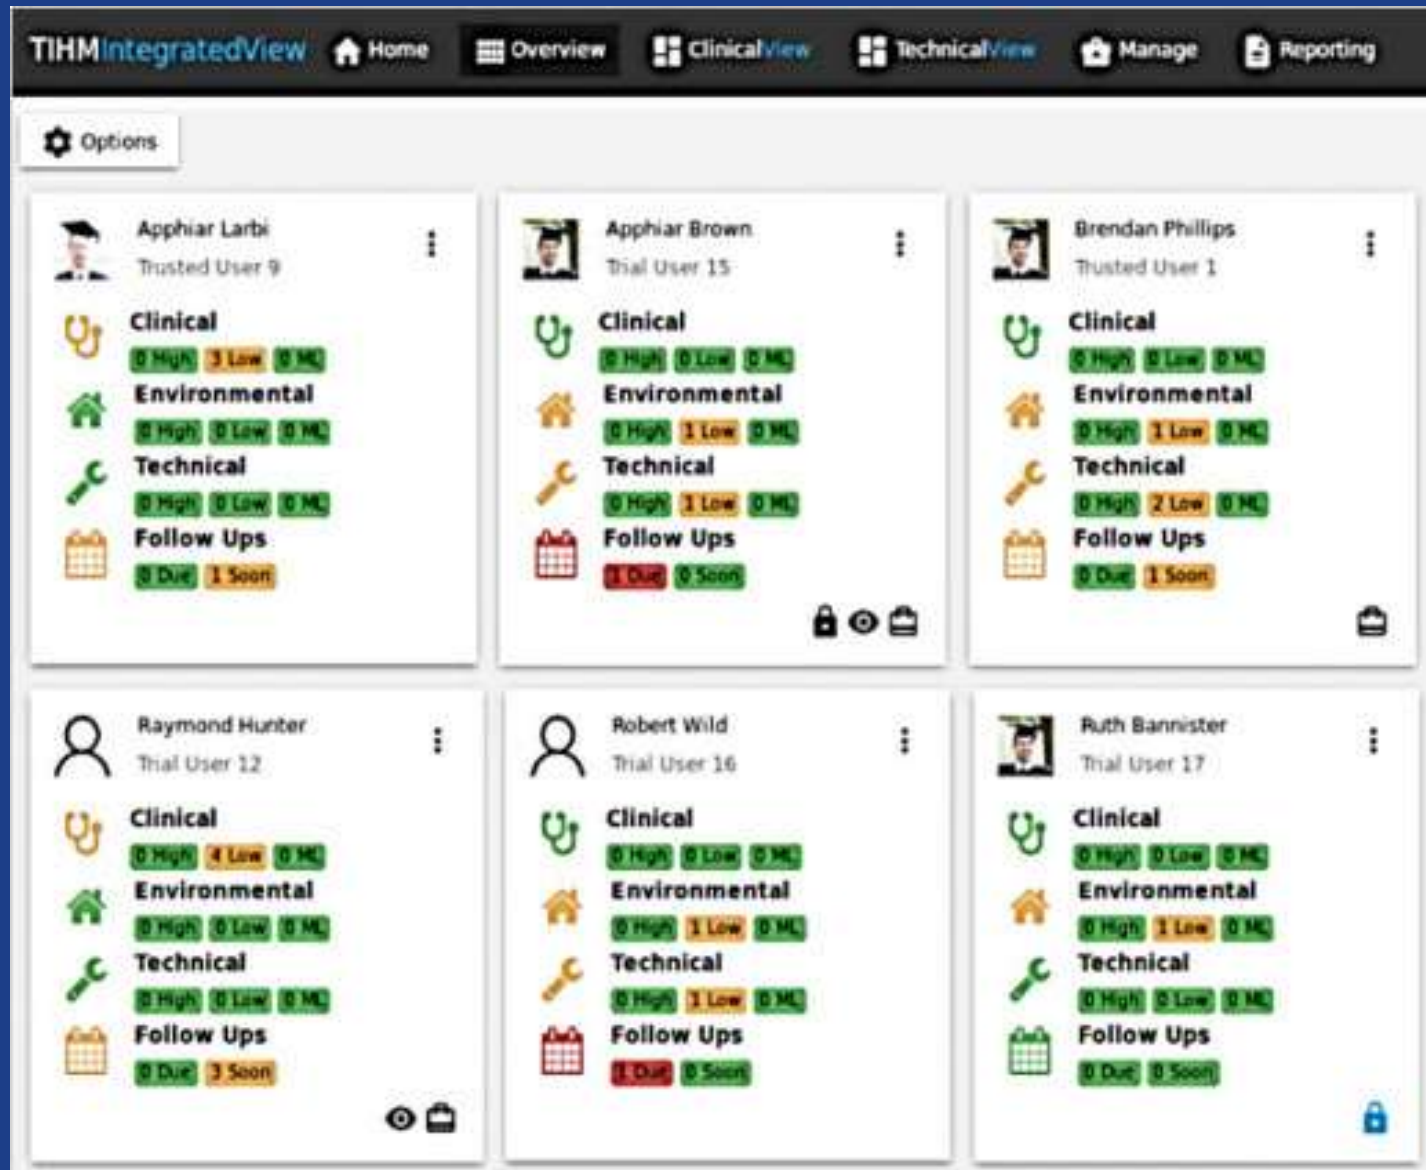 TIHMIntegratedView Home Overview ClinicalView TechnicalView Manage Reporting
Options
Apphiar Larbi
Trusted User 9
Clinical
0 High 3 Low 0 ML
Environmental
0 High 0 Low 0 ML
Technical
0 High 0 Low 0 ML
Follow Ups
0 Due 1 Soon
Apphiar Brown
Trial User 15
Clinical
0 High 0 Low 0 ML
Environmental
0 High 1 Low 0 ML
Technical
0 High 1 Low 0 ML
Follow Ups
1 Due 0 Soon
Brendan Phillips
Trusted User 1
Clinical
0 High 0 Low 0 ML
Environmental
0 High 1 Low 0 ML
Technical
0 High 2 Low 0 ML
Follow Ups
0 Due 1 Soon
Raymond Hunter
Trial User 12
Clinical
0 High 4 Low 0 ML
Environmental
0 High 0 Low 0 ML
Technical
0 High 0 Low 0 ML
Follow Ups
0 Due 3 Soon
Robert Wild
Trial User 16
Clinical
0 High 0 Low 0 ML
Environmental
0 High 1 Low 0 ML
Technical
0 High 1 Low 0 ML
Follow Ups
1 Due 0 Soon
Ruth Bannister
Trial User 17
Clinical
0 High 0 Low 0 ML
Environmental
0 High 1 Low 0 ML
Technical
0 High 0 Low 0 ML
Follow Ups
0 Due 0 Soon